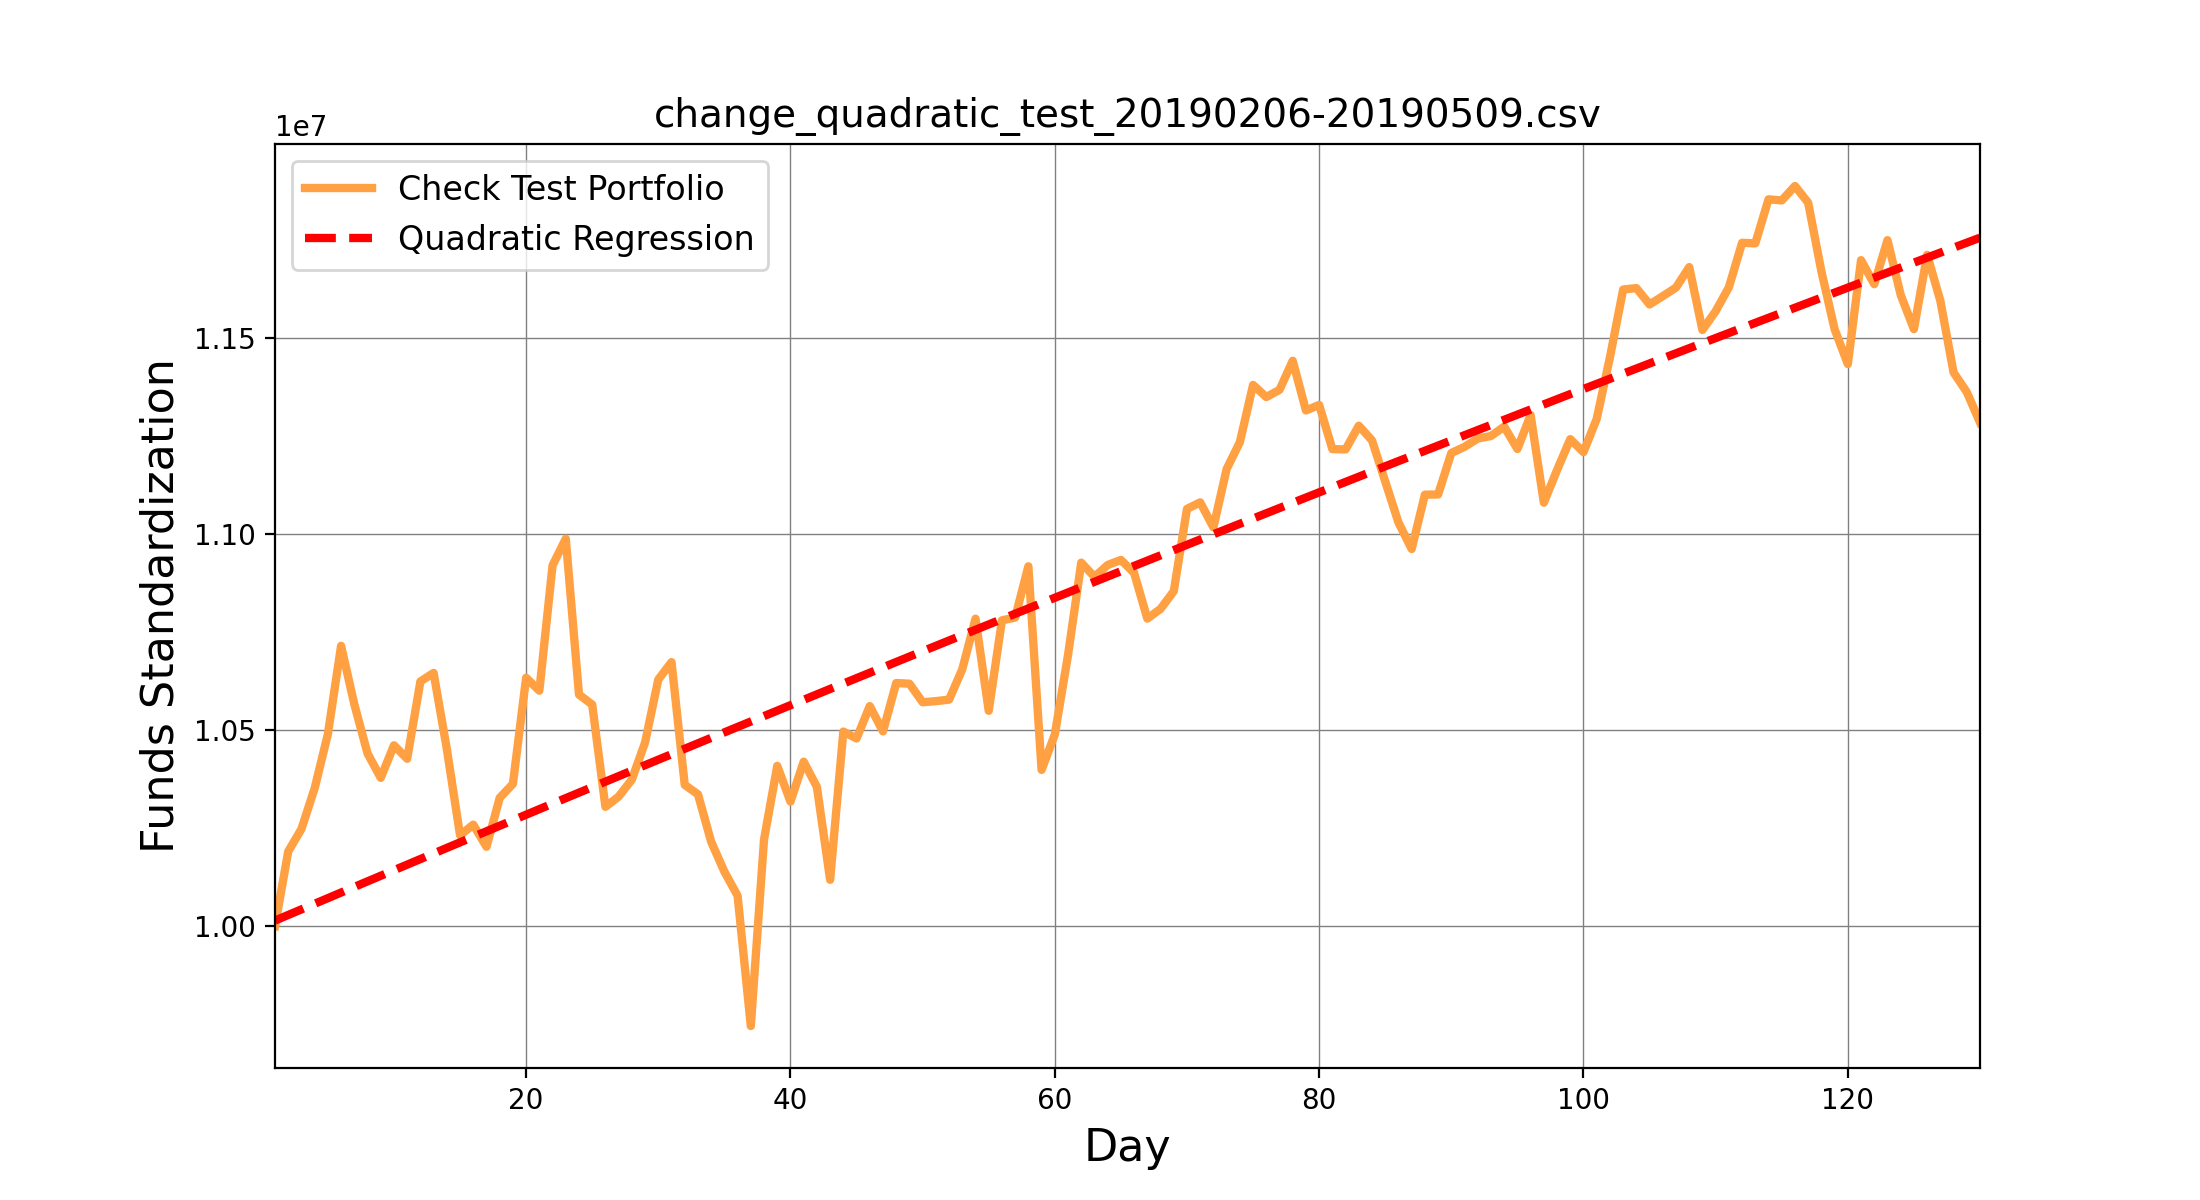 change_quadratic_test_20190206-20190509.csv
1e7
Check Test Portfolio
Quadratic Regression
Funds Standardization
1.15
1.10
1.05
1.00
20 40 60 80 100 120
Day